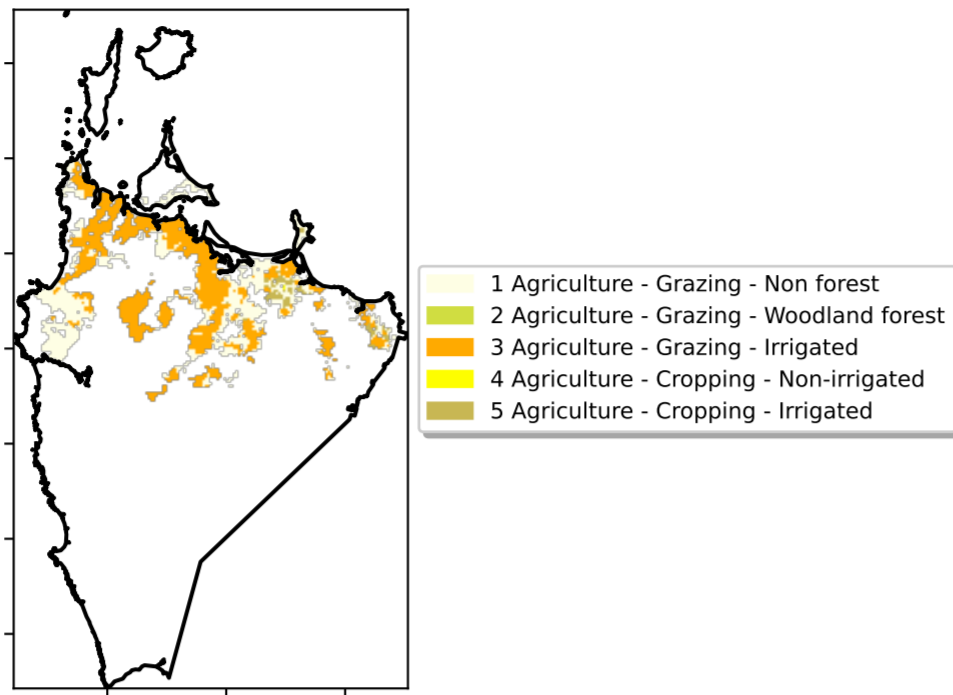 1 Agriculture - Grazing - Non forest
2 Agriculture - Grazing - Woodland forest
3 Agriculture - Grazing - Irrigated
4 Agriculture - Cropping - Non-irrigated
5 Agriculture - Cropping - Irrigated